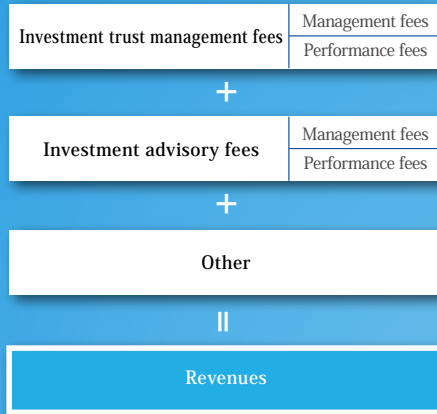 Investment trust management fees
Management fees
Performance fees
+
Investment advisory fees
Management fees
Performance fees
+
Other
=
Revenues